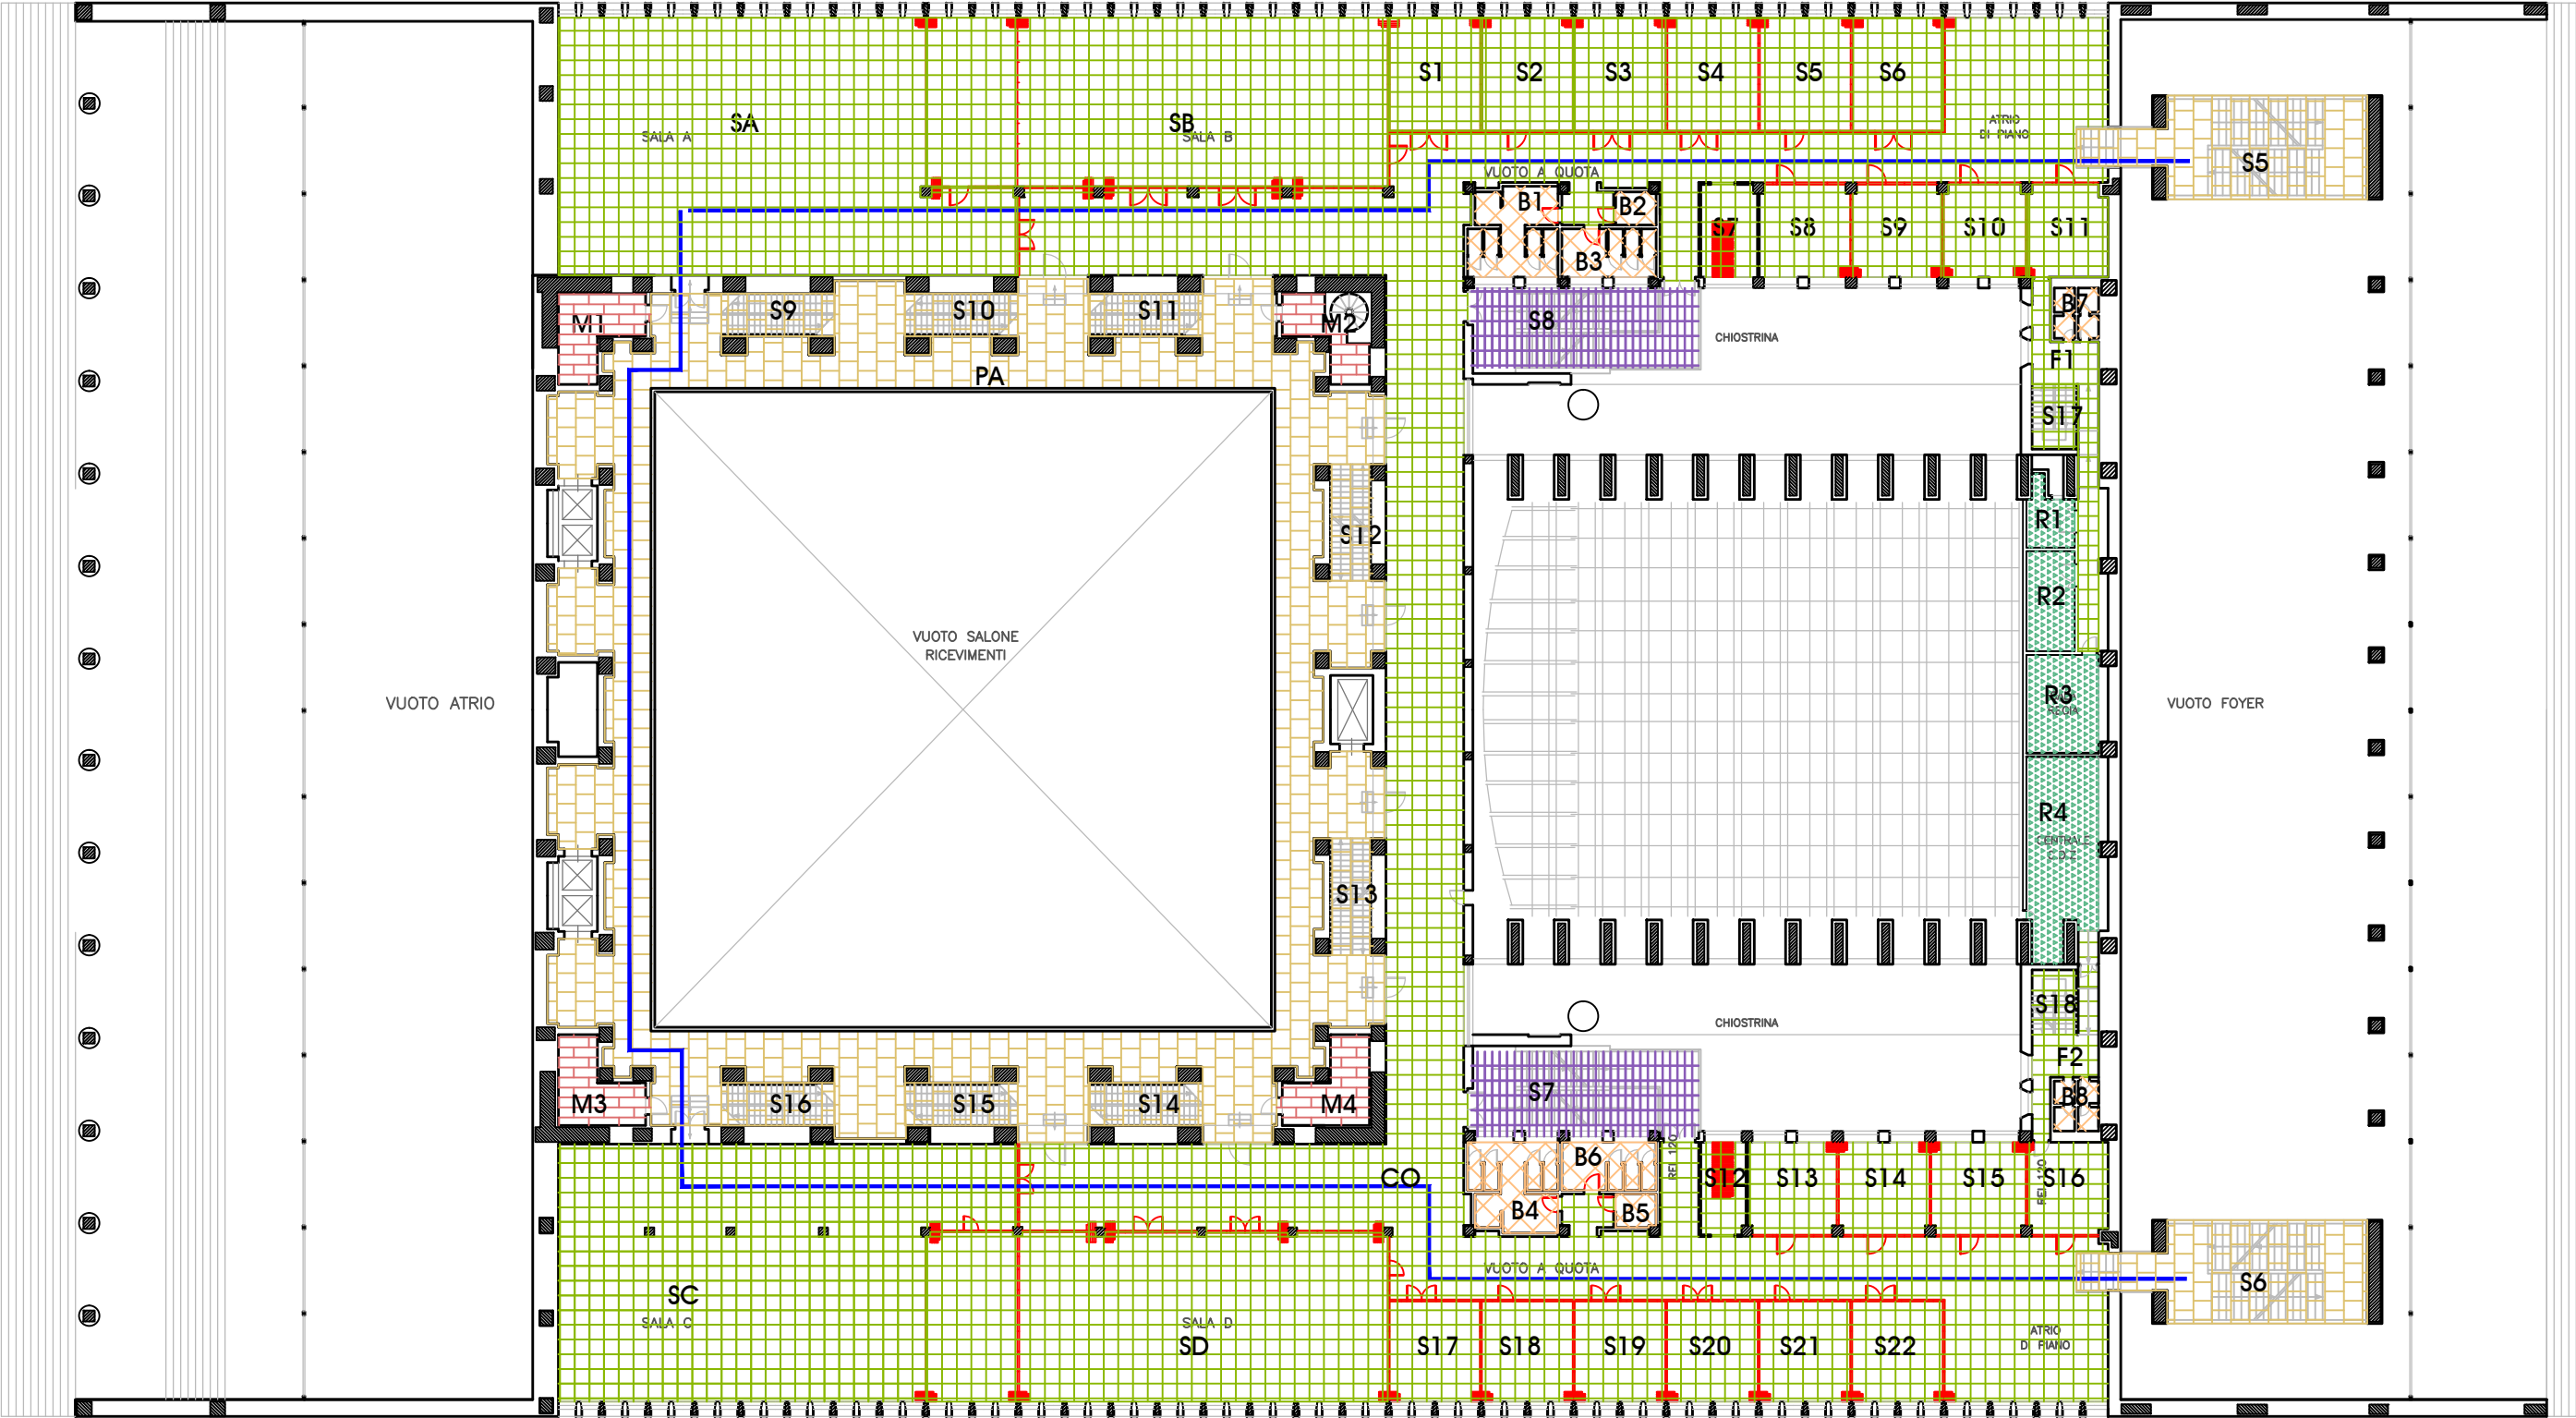 S1 S2 S3 S4 S5 S6
SA
SALA A
SB
SALA B
ATRIO
DI PIANO
S5
VUOTO A QUOTA
B1 B2
B3
S7 S8 S9 S10 S11
M1 S9 S10 S11 M2
S8
CHIOSTRINA
B7
F1
PA
S17
S12
R1
R2
VUOTO SALONE
RICEVIMENTI
VUOTO ATRIO
R3
REGIA
VUOTO FOYER
R4
CENTRALE
C.D.Z.
S13
S18
CHIOSTRINA
F2
M3 S16 S15 S14 M4
S7
B8
REI 120
REI 120
CO
B6
B4 B5
S12 S13 S14 S15 S16
VUOTO A QUOTA
S6
SC
SALA C
SALA D
SD
S17 S18 S19 S20 S21 S22
ATRIO
DI PIANO